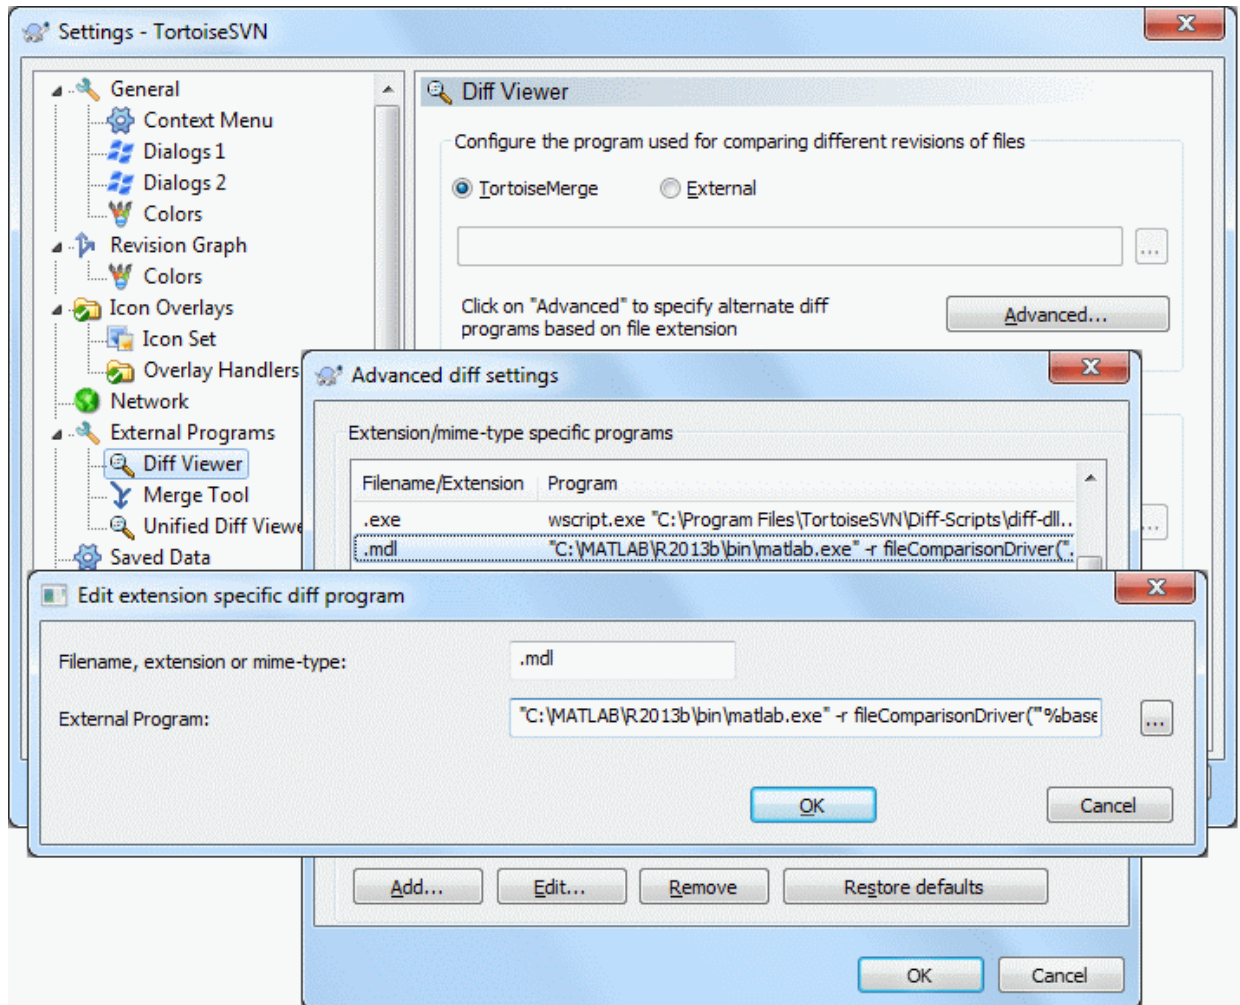 Settings - TortoiseSVN
General
Context Menu
Dialogs 1
Dialogs 2
Colors
Revision Graph
Colors
Icon Overlays
Icon Set
Overlay Handlers
Network
External Programs
Diff Viewer
Merge Tool
Unified Diff Viewe
Saved Data
Diff Viewer
Configure the program used for comparing different revisions of files
TortoiseMerge
External
...
Click on "Advanced" to specify alternate diff
programs based on file extension
Advanced...
...
Advanced diff settings
Extension/mime-type specific programs
Filename/Extension Program
.exe wscript.exe "C:\Program Files\TortoiseSVN\Diff-Scripts\diff-dll...
.mdl "C:\MATLAB\R2013b\bin\matlab.exe" -r fileComparisonDriver("...
Edit extension specific diff program
Filename, extension or mime-type: .mdl
External Program: "C:\MATLAB\R2013b\bin\matlab.exe" -r fileComparisonDriver("'%base
...
OK Cancel
Add... Edit... Remove Restore defaults
OK Cancel